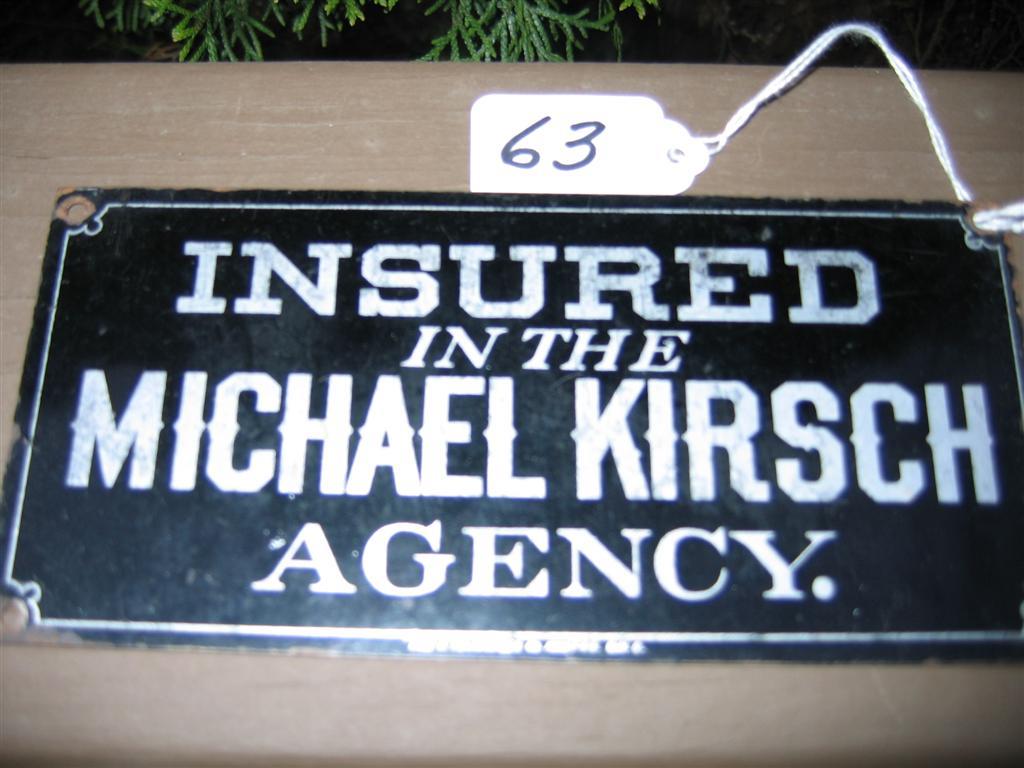 63
INSURED
IN THE
MICHAEL KIRSCH
AGENCY.